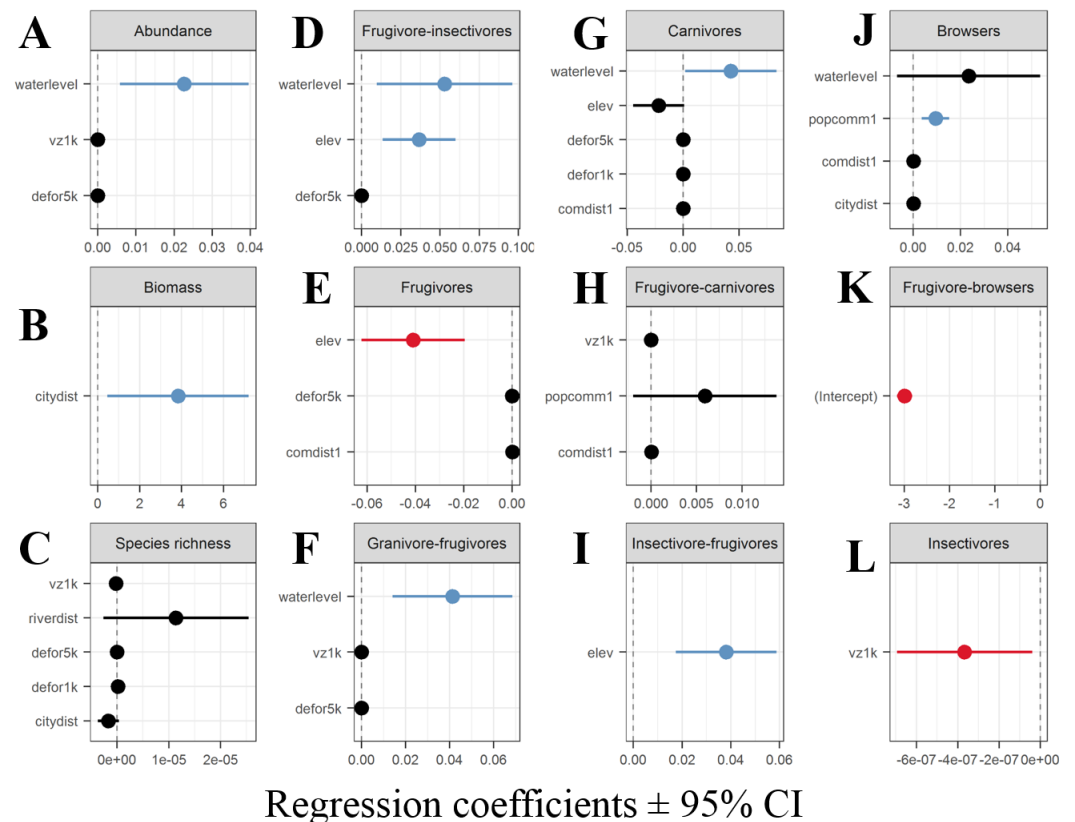 A
Abundance
waterlevel
vz1k
defor5k
0.00 0.01 0.02 0.03 0.04
D
Frugivore-insectivores
waterlevel
elev
defor5k
0.000 0.025 0.050 0.075 0.100
G
Carnivores
waterlevel
elev
defor5k
defor1k
comdist1
-0.05 0.00 0.05
J
Browsers
waterlevel
popcomm1
comdist1
citydist
0.00 0.02 0.04
B
Biomass
citydist
0 2 4 6
E
Frugivores
elev
defor5k
comdist1
-0.06 -0.04 -0.02 0.00
H
Frugivore-carnivores
vz1k
popcomm1
comdist1
0.000 0.005 0.010
K
Frugivore-browsers
(Intercept)
-3 -2 -1 0
C
Species richness
vz1k
riverdist
defor5k
defor1k
citydist
0e+00 1e-05 2e-05
F
Granivore-frugivores
waterlevel
vz1k
defor5k
0.00 0.02 0.04 0.06
I
Insectivore-frugivores
elev
0.00 0.02 0.04 0.06
L
Insectivores
vz1k
-6e-07 -4e-07 -2e-07 0e+00
Regression coefficients ± 95% CI